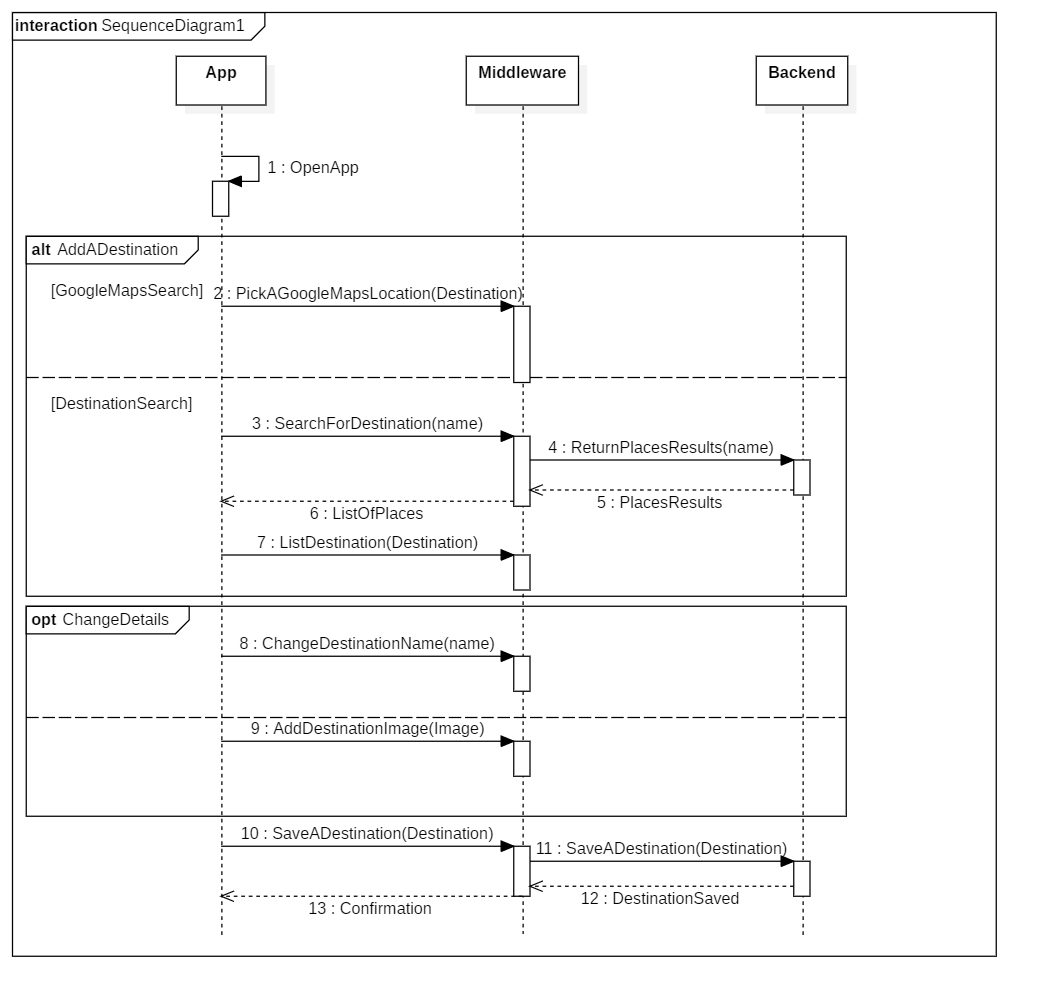 interaction SequenceDiagram1
App
Middleware
Backend
1 : OpenApp
alt AddADestination
[GoogleMapsSearch]
2 : PickAGoogleMapsLocation(Destination)
[DestinationSearch]
3 : SearchForDestination(name)
4 : ReturnPlacesResults(name)
5 : PlacesResults
6 : ListOfPlaces
7 : ListDestination(Destination)
opt ChangeDetails
8 : ChangeDestinationName(name)
9 : AddDestinationImage(Image)
10 : SaveADestination(Destination)
11 : SaveADestination(Destination)
12 : DestinationSaved
13 : Confirmation